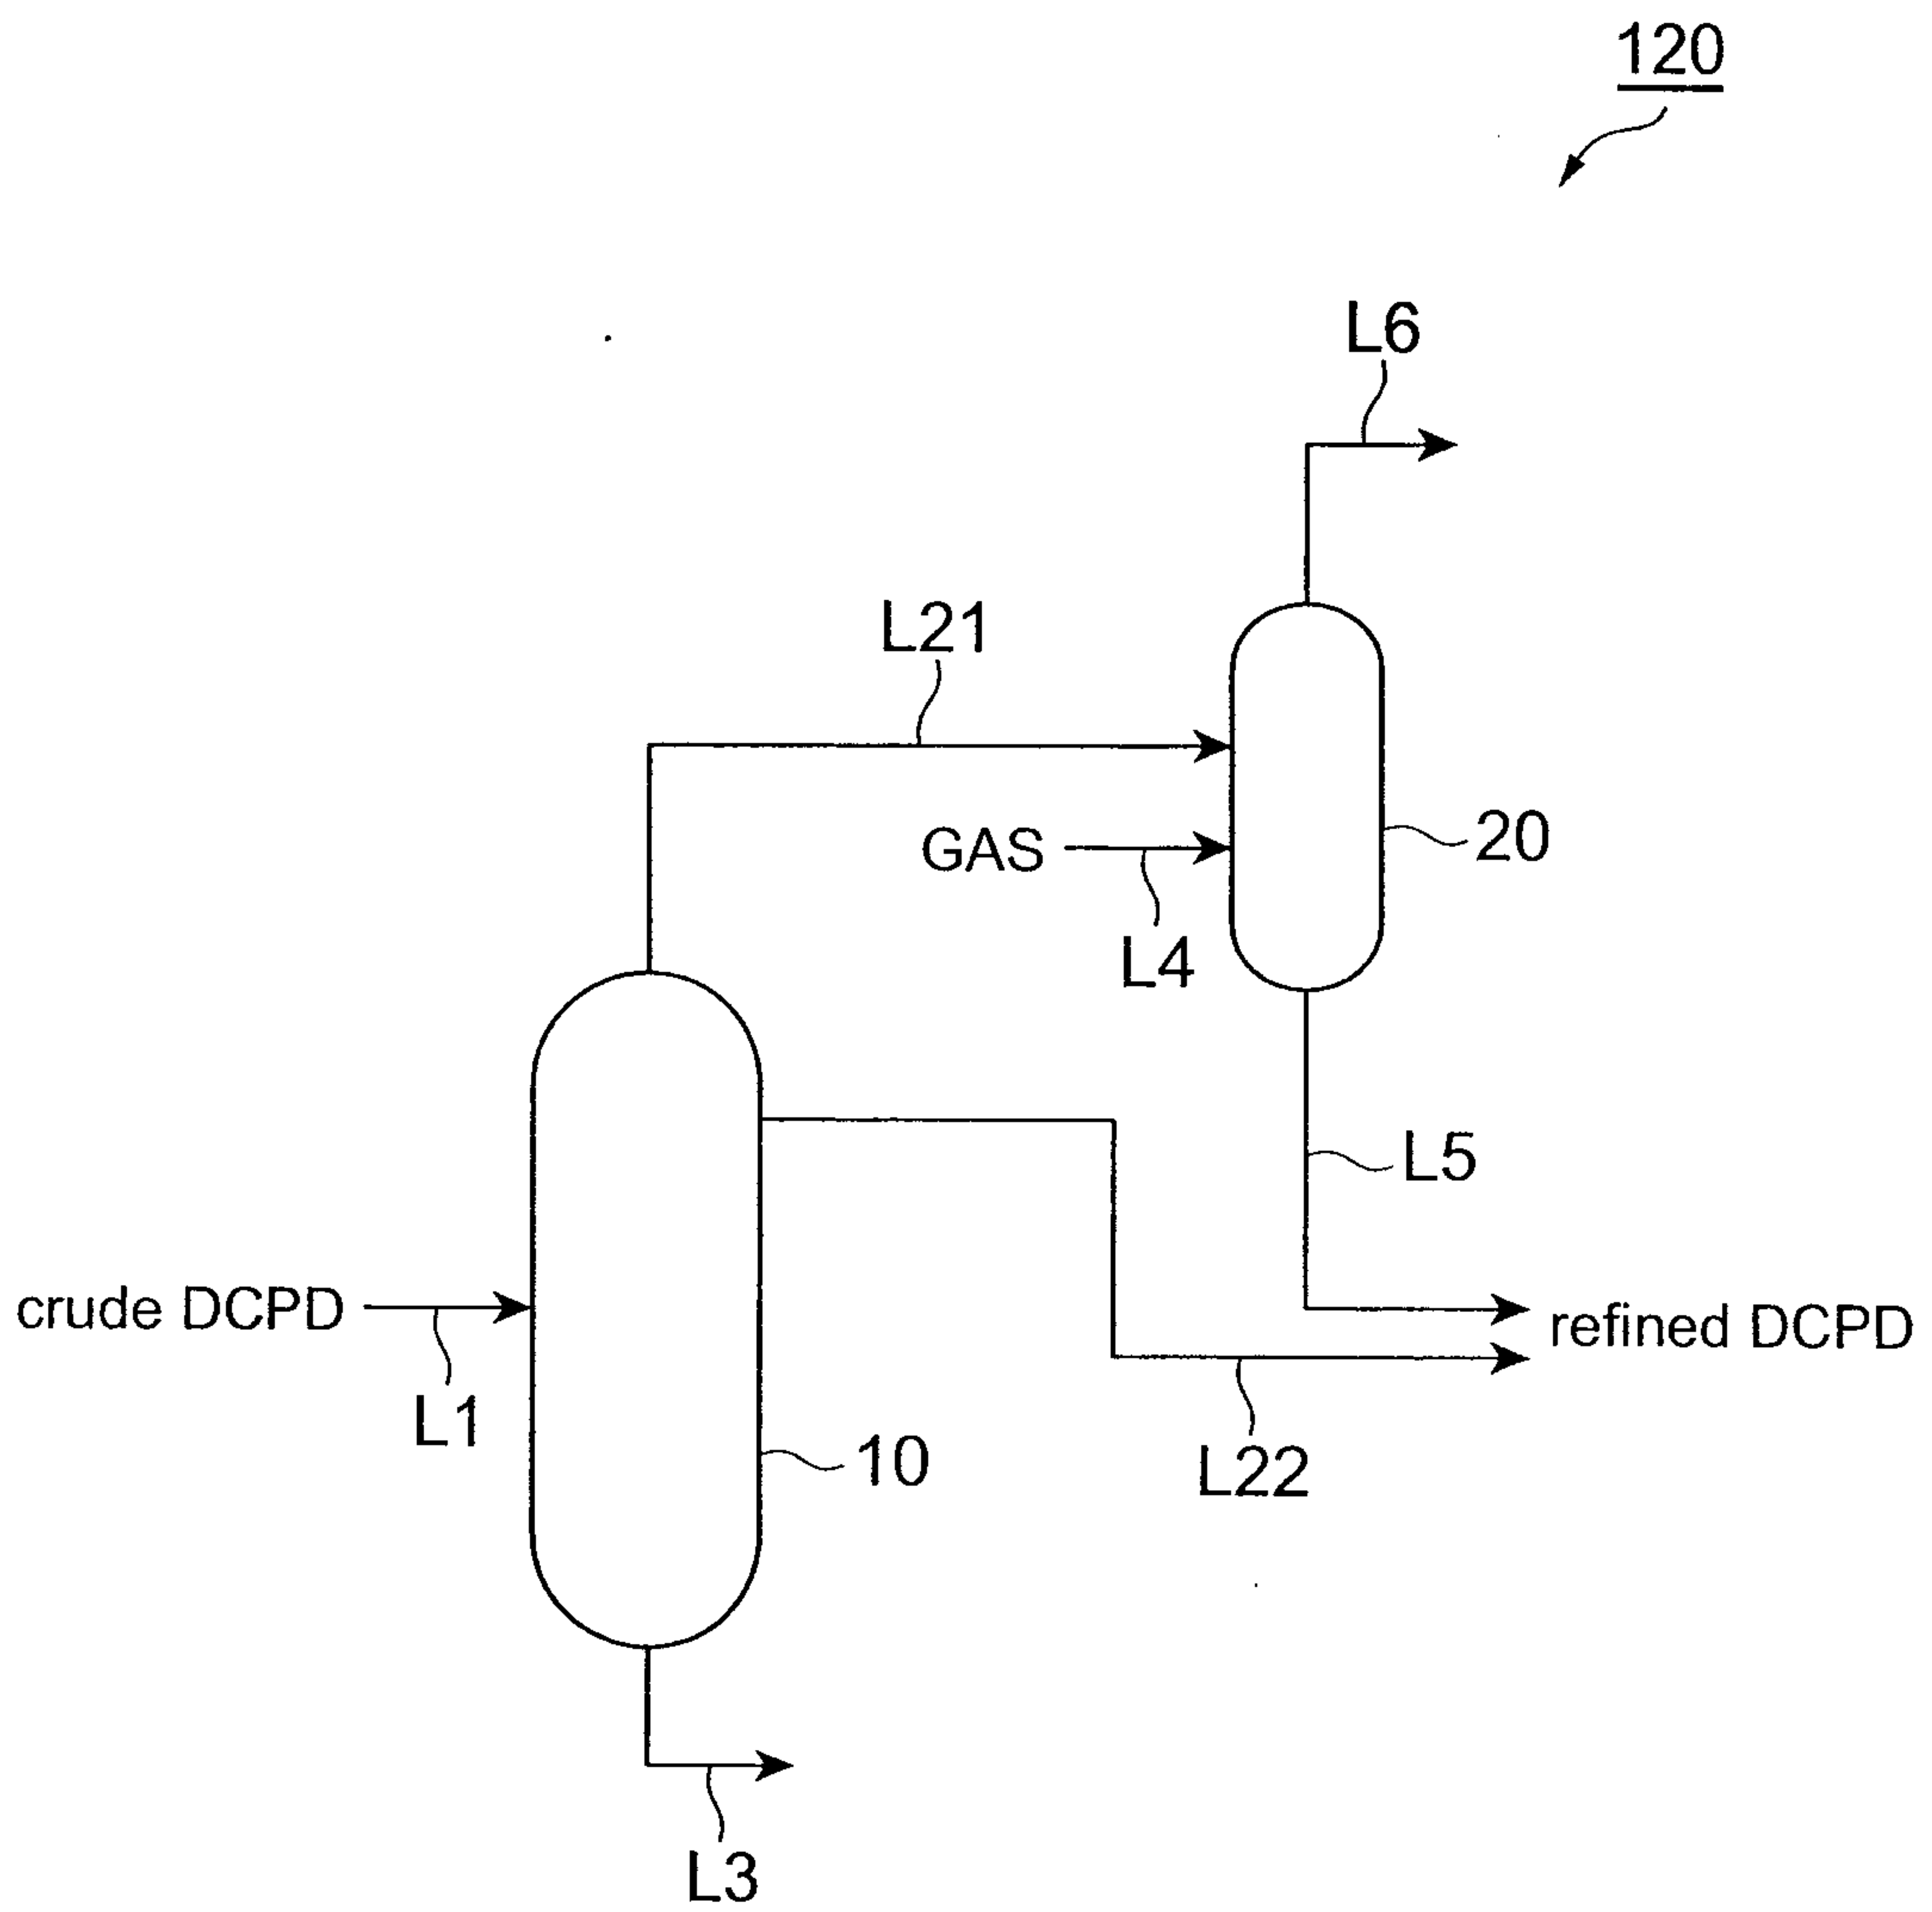 120
L6
L21
GAS
20
L4
L5
crude DCPD
refined DCPD
L1
10
L22
L3